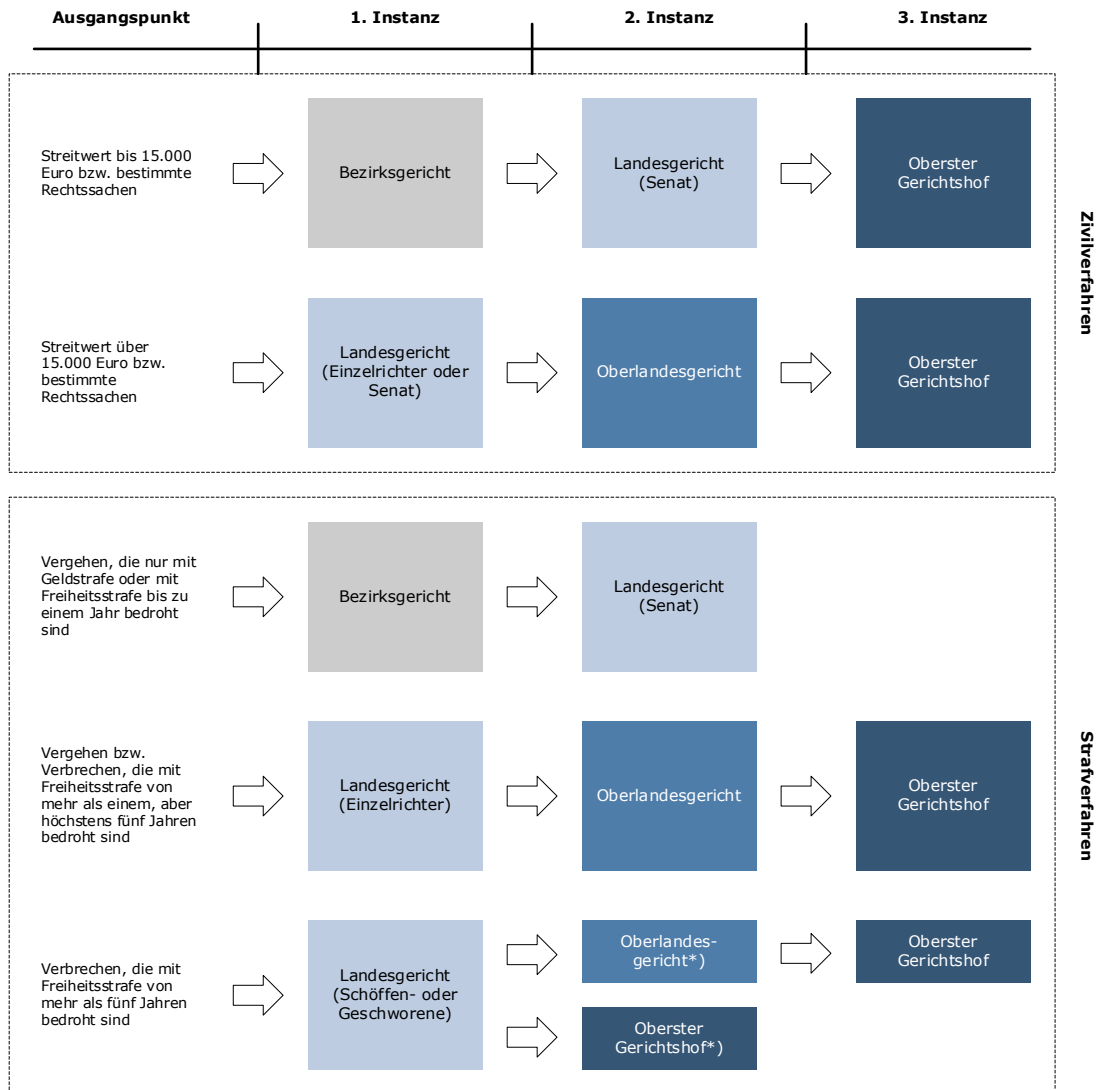 Ausgangspunkt
1. Instanz
2. Instanz
3. Instanz
Streitwert bis 15.000
Euro bzw. bestimmte
Rechtssachen
Bezirksgericht
Landesgericht
(Senat)
Oberster
Gerichtshof
Streitwert über
15.000 Euro bzw.
bestimmte
Rechtssachen
Landesgericht
(Einzelrichter oder
Senat)
Oberlandesgericht
Oberster
Gerichtshof
Zivilverfahren
Vergehen, die nur mit
Geldstrafe oder mit
Freiheitsstrafe bis zu
einem Jahr bedroht
sind
Bezirksgericht
Landesgericht
(Senat)
Vergehen bzw.
Verbrechen, die mit
Freiheitsstrafe von
mehr als einem, aber
höchstens fünf Jahren
bedroht sind
Landesgericht
(Einzelrichter)
Oberlandesgericht
Oberster
Gerichtshof
Verbrechen, die mit
Freiheitsstrafe von
mehr als fünf Jahren
bedroht sind
Landesgericht
(Schöffen- oder
Geschworene)
Oberlandes-
gericht*)
Oberster
Gerichtshof
Oberster
Gerichtshof*)
Strafverfahren